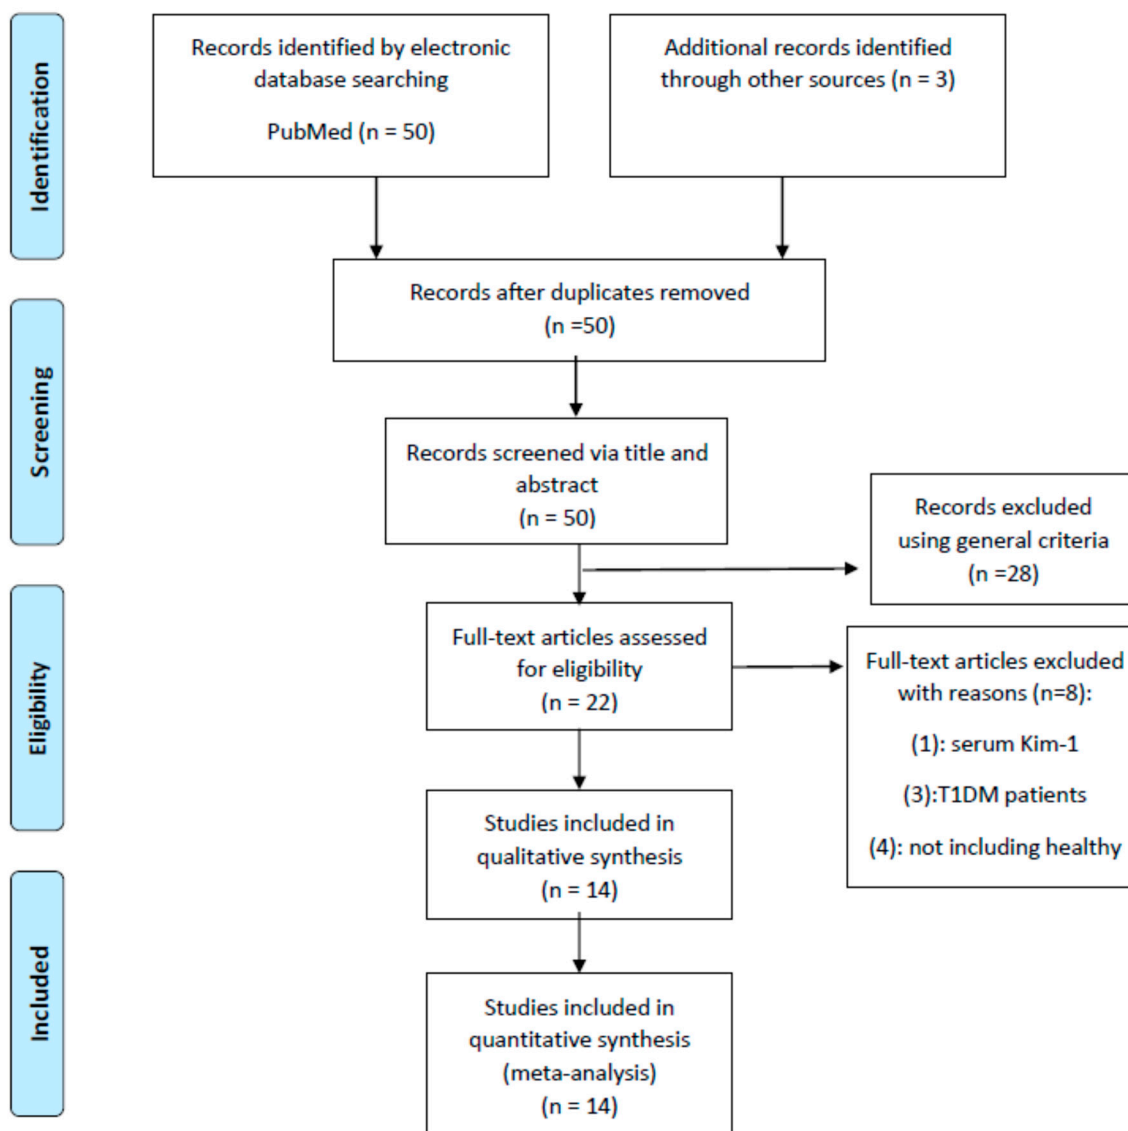 Identification
Records identified by electronic
database searching
PubMed (n = 50)
Additional records identified
through other sources (n = 3)
Records after duplicates removed
(n =50)
Screening
Records screened via title and
abstract
(n = 50)
Records excluded
using general criteria
(n =28)
Eligibility
Full-text articles assessed
for eligibility
(n = 22)
Full-text articles excluded
with reasons (n=8):
(1): serum Kim-1
(3):T1DM patients
(4): not including healthy
Studies included in
qualitative synthesis
(n = 14)
Included
Studies included in
quantitative synthesis
(meta-analysis)
(n = 14)